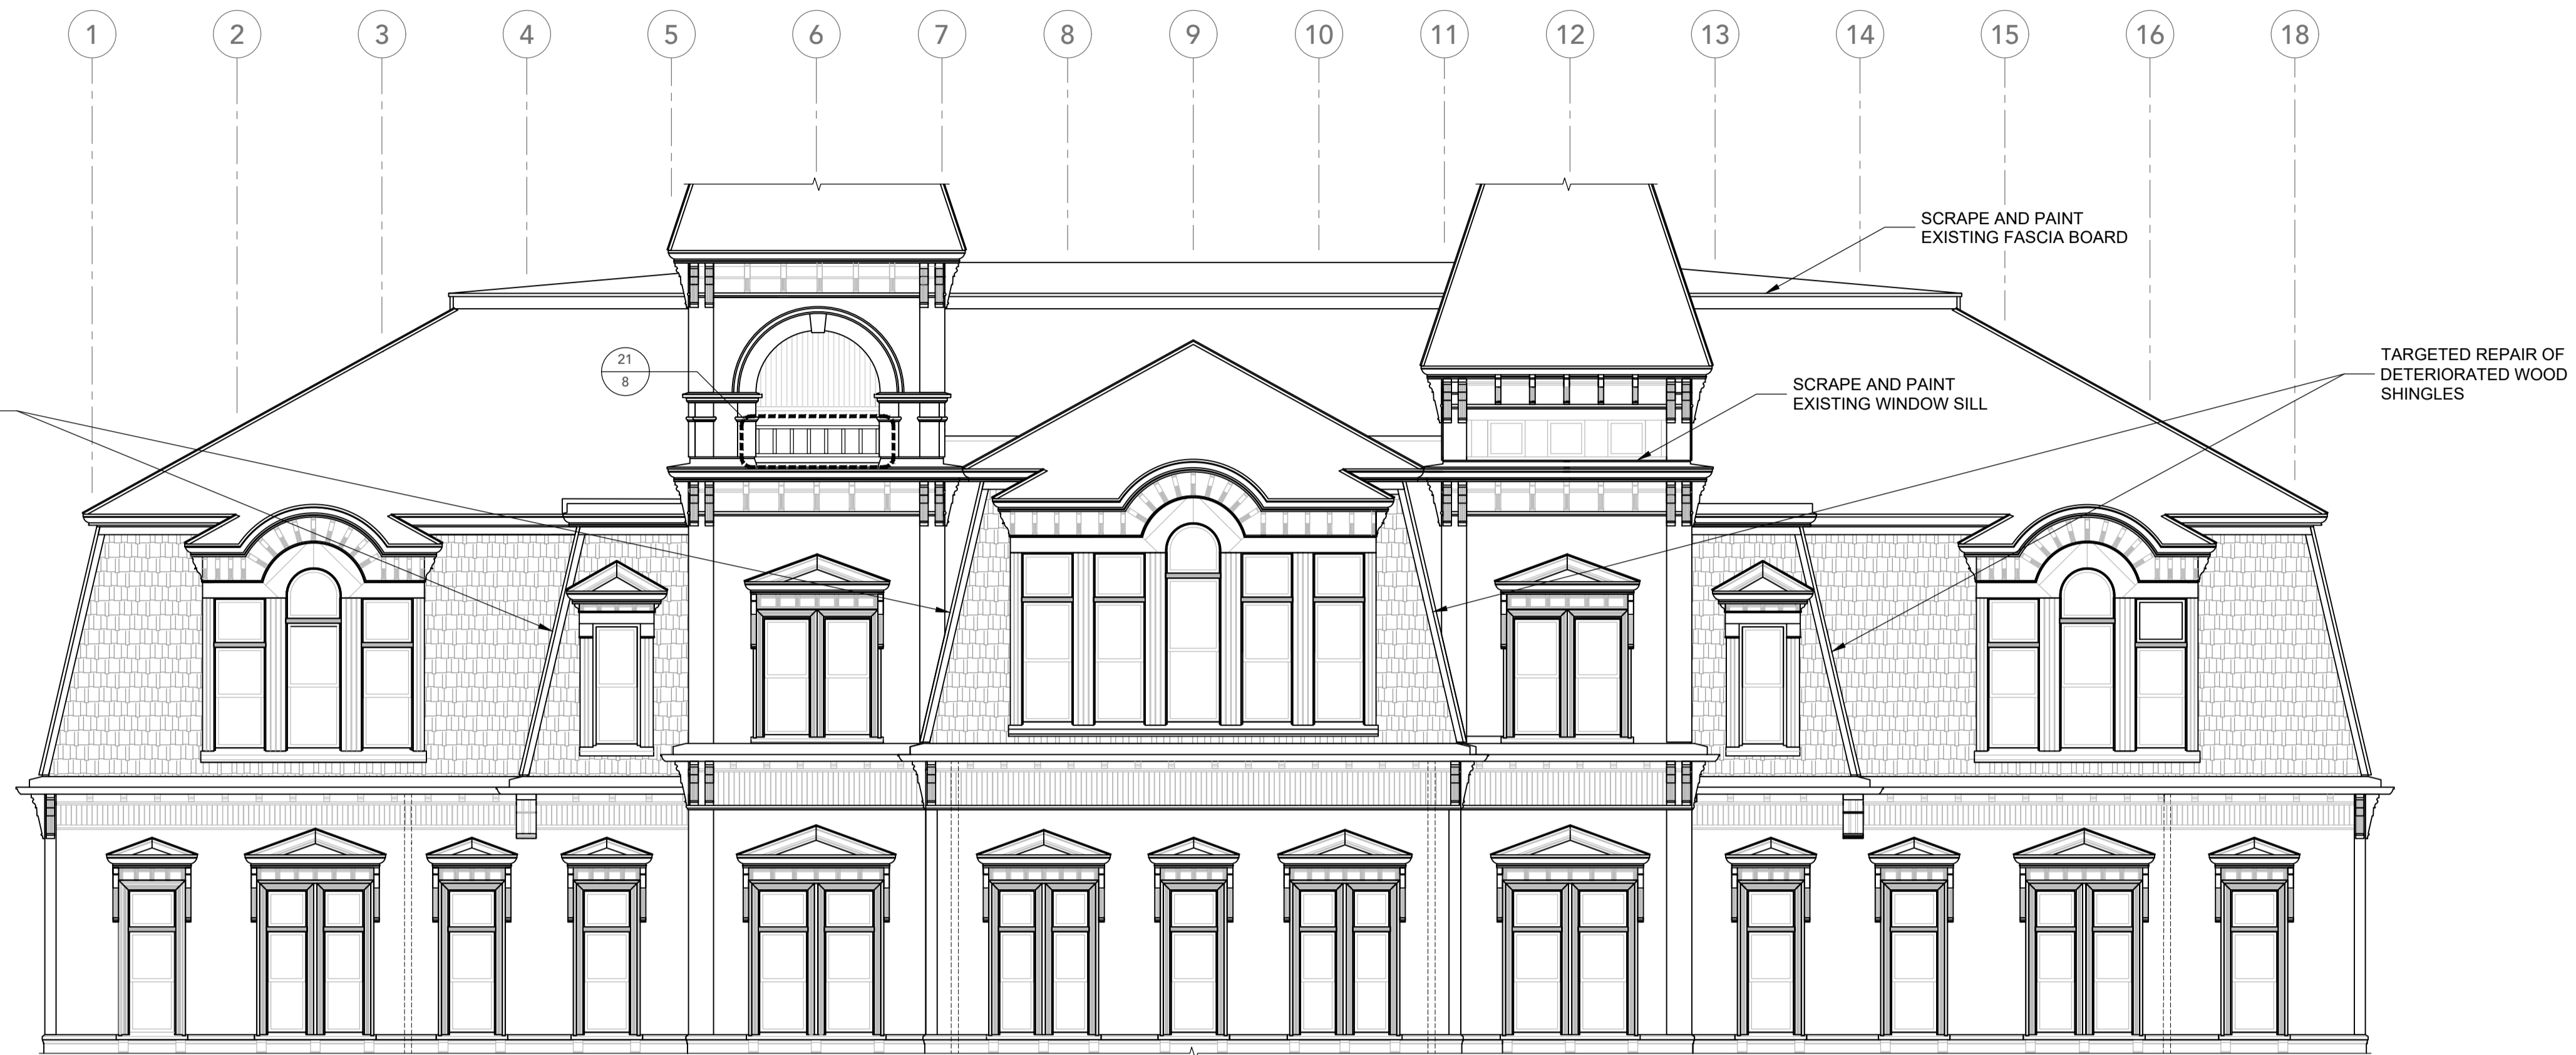 1
2
3
4
5
6
7
8
9
10
11
12
13
14
15
16
18
SCRAPE AND PAINT
EXISTING FASCIA BOARD
21
8
SCRAPE AND PAINT
EXISTING WINDOW SILL
TARGETED REPAIR OF
DETERIORATED WOOD
SHINGLES